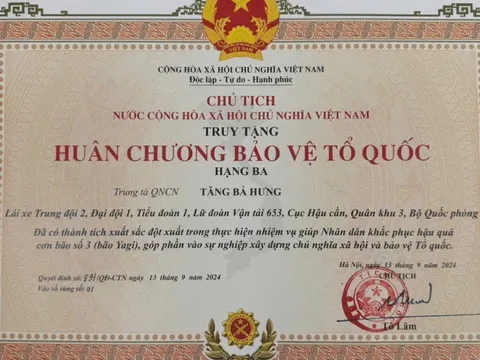 CỘNG HÒA XÃ HỘI CHỦ NGHĨA VIỆT NAM
Độc lập - Tự do - Hạnh phúc
CHỦ TỊCH
NƯỚC CỘNG HÒA XÃ HỘI CHỦ NGHĨA VIỆT NAM
TRUY TẶNG
HUÂN CHƯƠNG BẢO VỆ TỔ QUỐC
HẠNG BA
Trung tá QNCN TĂNG BÁ HƯNG
Lái xe Trung đội 2, Đại đội 1, Tiểu đoàn 1, Lữ đoàn Vận tải 653, Cục Hậu cần, Quân khu 3, Bộ Quốc phòng
Đã có thành tích xuất sắc đột xuất trong thực hiện nhiệm vụ giúp Nhân dân khắc phục hậu quả
cơn bão số 3 (bão Yagi), góp phần vào sự nghiệp xây dựng chủ nghĩa xã hội và bảo vệ Tổ quốc.
Hà Nội, ngày 13 tháng 9 năm 2024
Quyết định số /QĐ-CTN ngày 13 tháng 9 năm 2024
CHỦ TỊCH
Vào sổ vàng số: 01
Tô Lâm